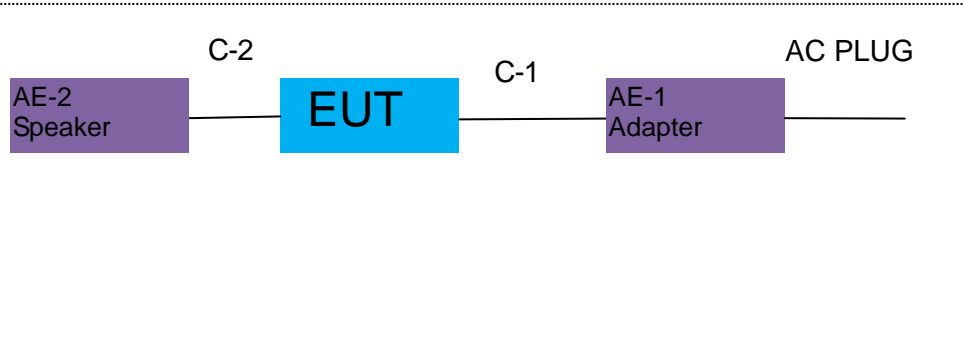 C-2
C-1
AC PLUG
AE-2
Speaker
EUT
AE-1
Adapter